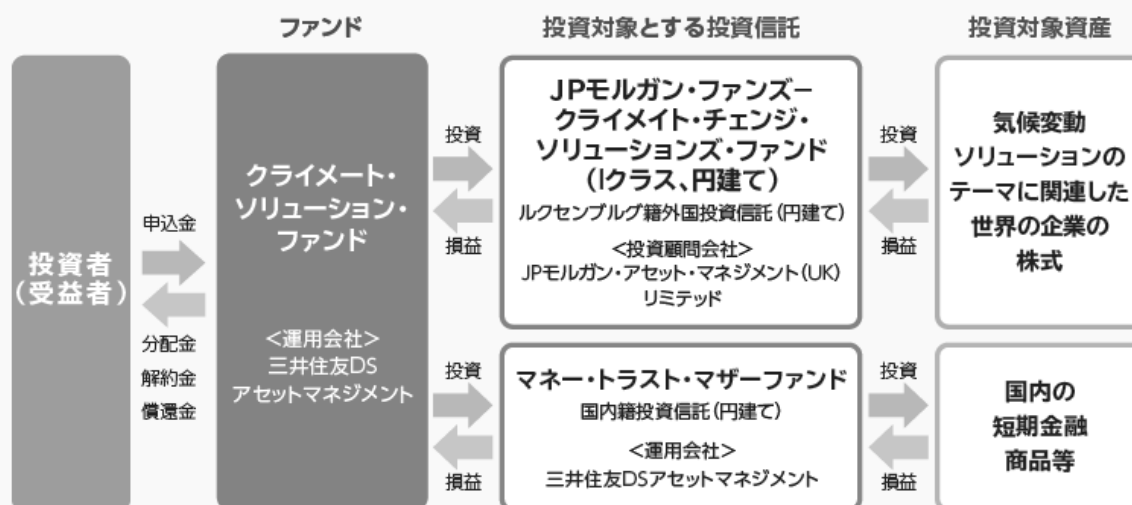 ファンド
投資対象とする投資信託
投資対象資産
投資者
(受益者)
申込金
分配金
解約金
償還金
クライメート・
ソリューション・
ファンド
<運用会社>
三井住友DS
アセットマネジメント
投資
損益
JPモルガン・ファンズー
クライメイト・チェンジ・
ソリューションズ・ファンド
(Iクラス、円建て)
ルクセンブルグ籍外国投資信託(円建て)
<投資顧問会社>
JPモルガン・アセット・マネジメント(UK)
リミテッド
投資
損益
気候変動
ソリューションの
テーマに関連した
世界の企業の
株式
投資
損益
マネー・トラスト・マザーファンド
国内籍投資信託(円建て)
<運用会社>
三井住友DSアセットマネジメント
投資
損益
国内の
短期金融
商品等